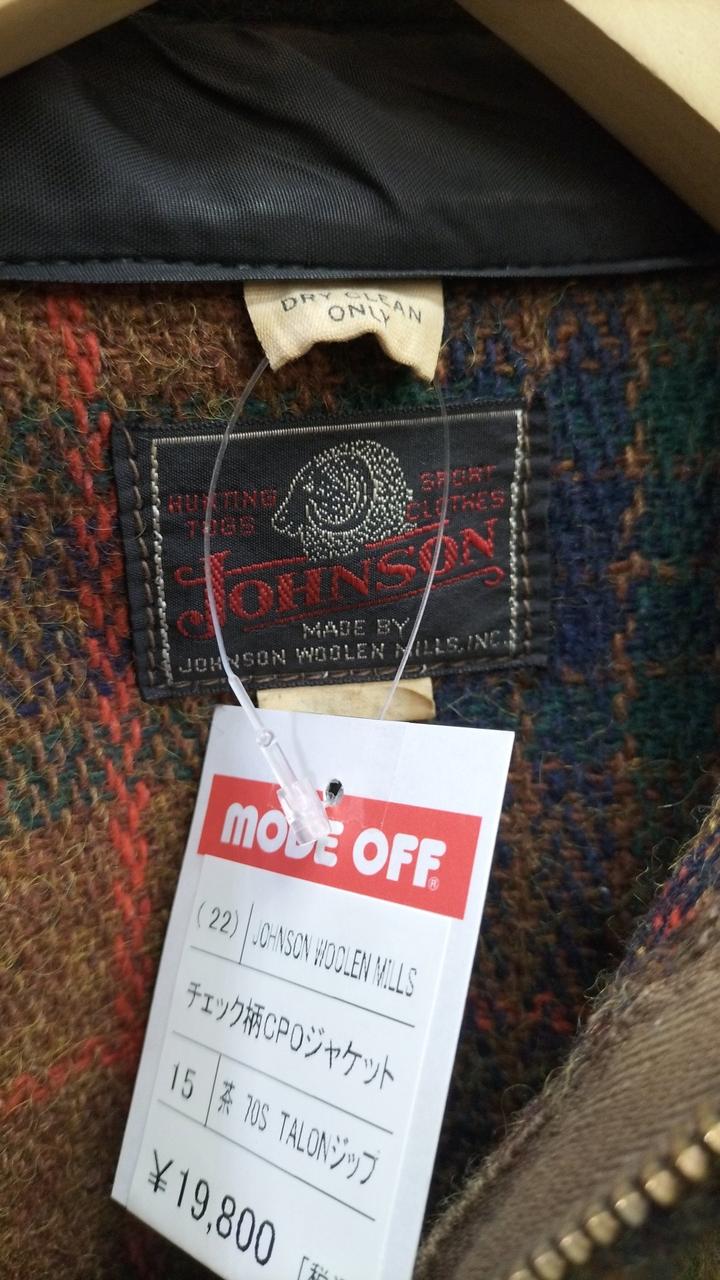 DRY CLEAN
ONLY
HUNTING
TOGS
SPORT
CLOTHES
JOHNSON
MADE BY
JOHNSON WOOLEN MILLS, INC.
MODE OFF®
(22) JOHNSON WOOLEN MILLS
チェック柄CPOジャケット
15 茶 70S TALONジップ
¥19,800